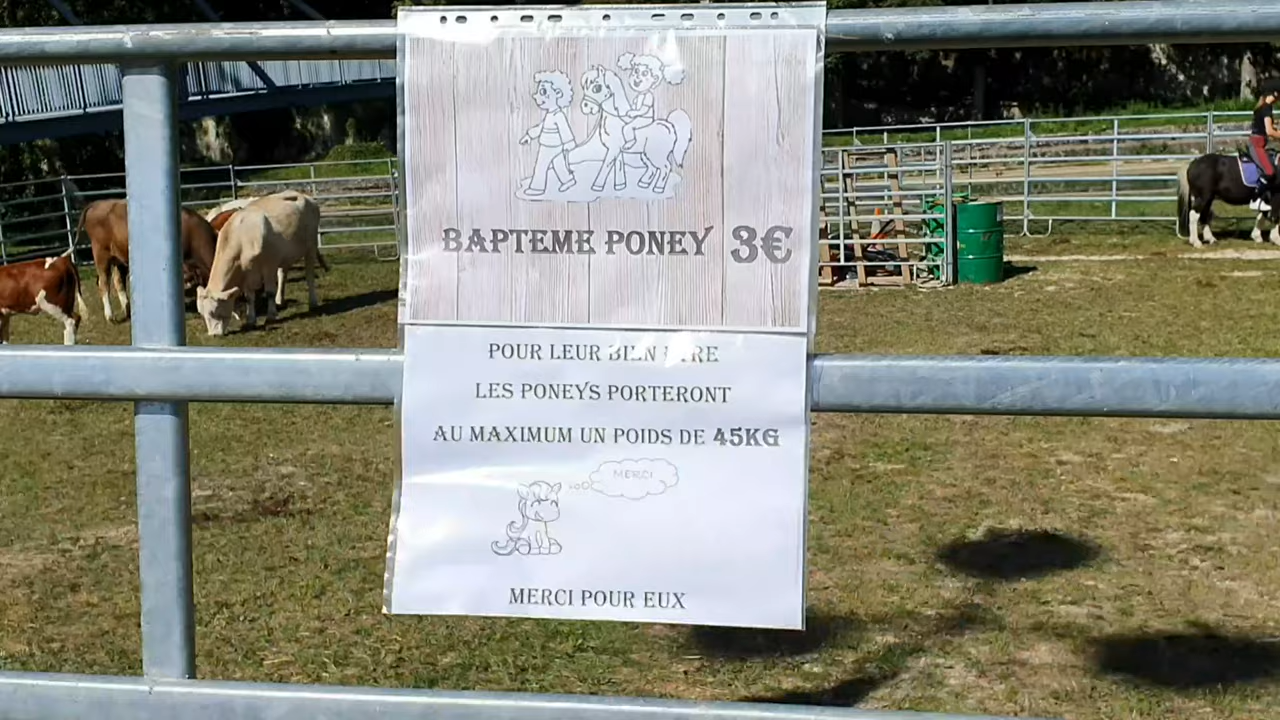 BAPTEME PONEY 3€
POUR LEUR BIEN ETRE
LES PONEYS PORTERONT
AU MAXIMUM UN POIDS DE 45KG
MERCI
MERCI POUR EUX